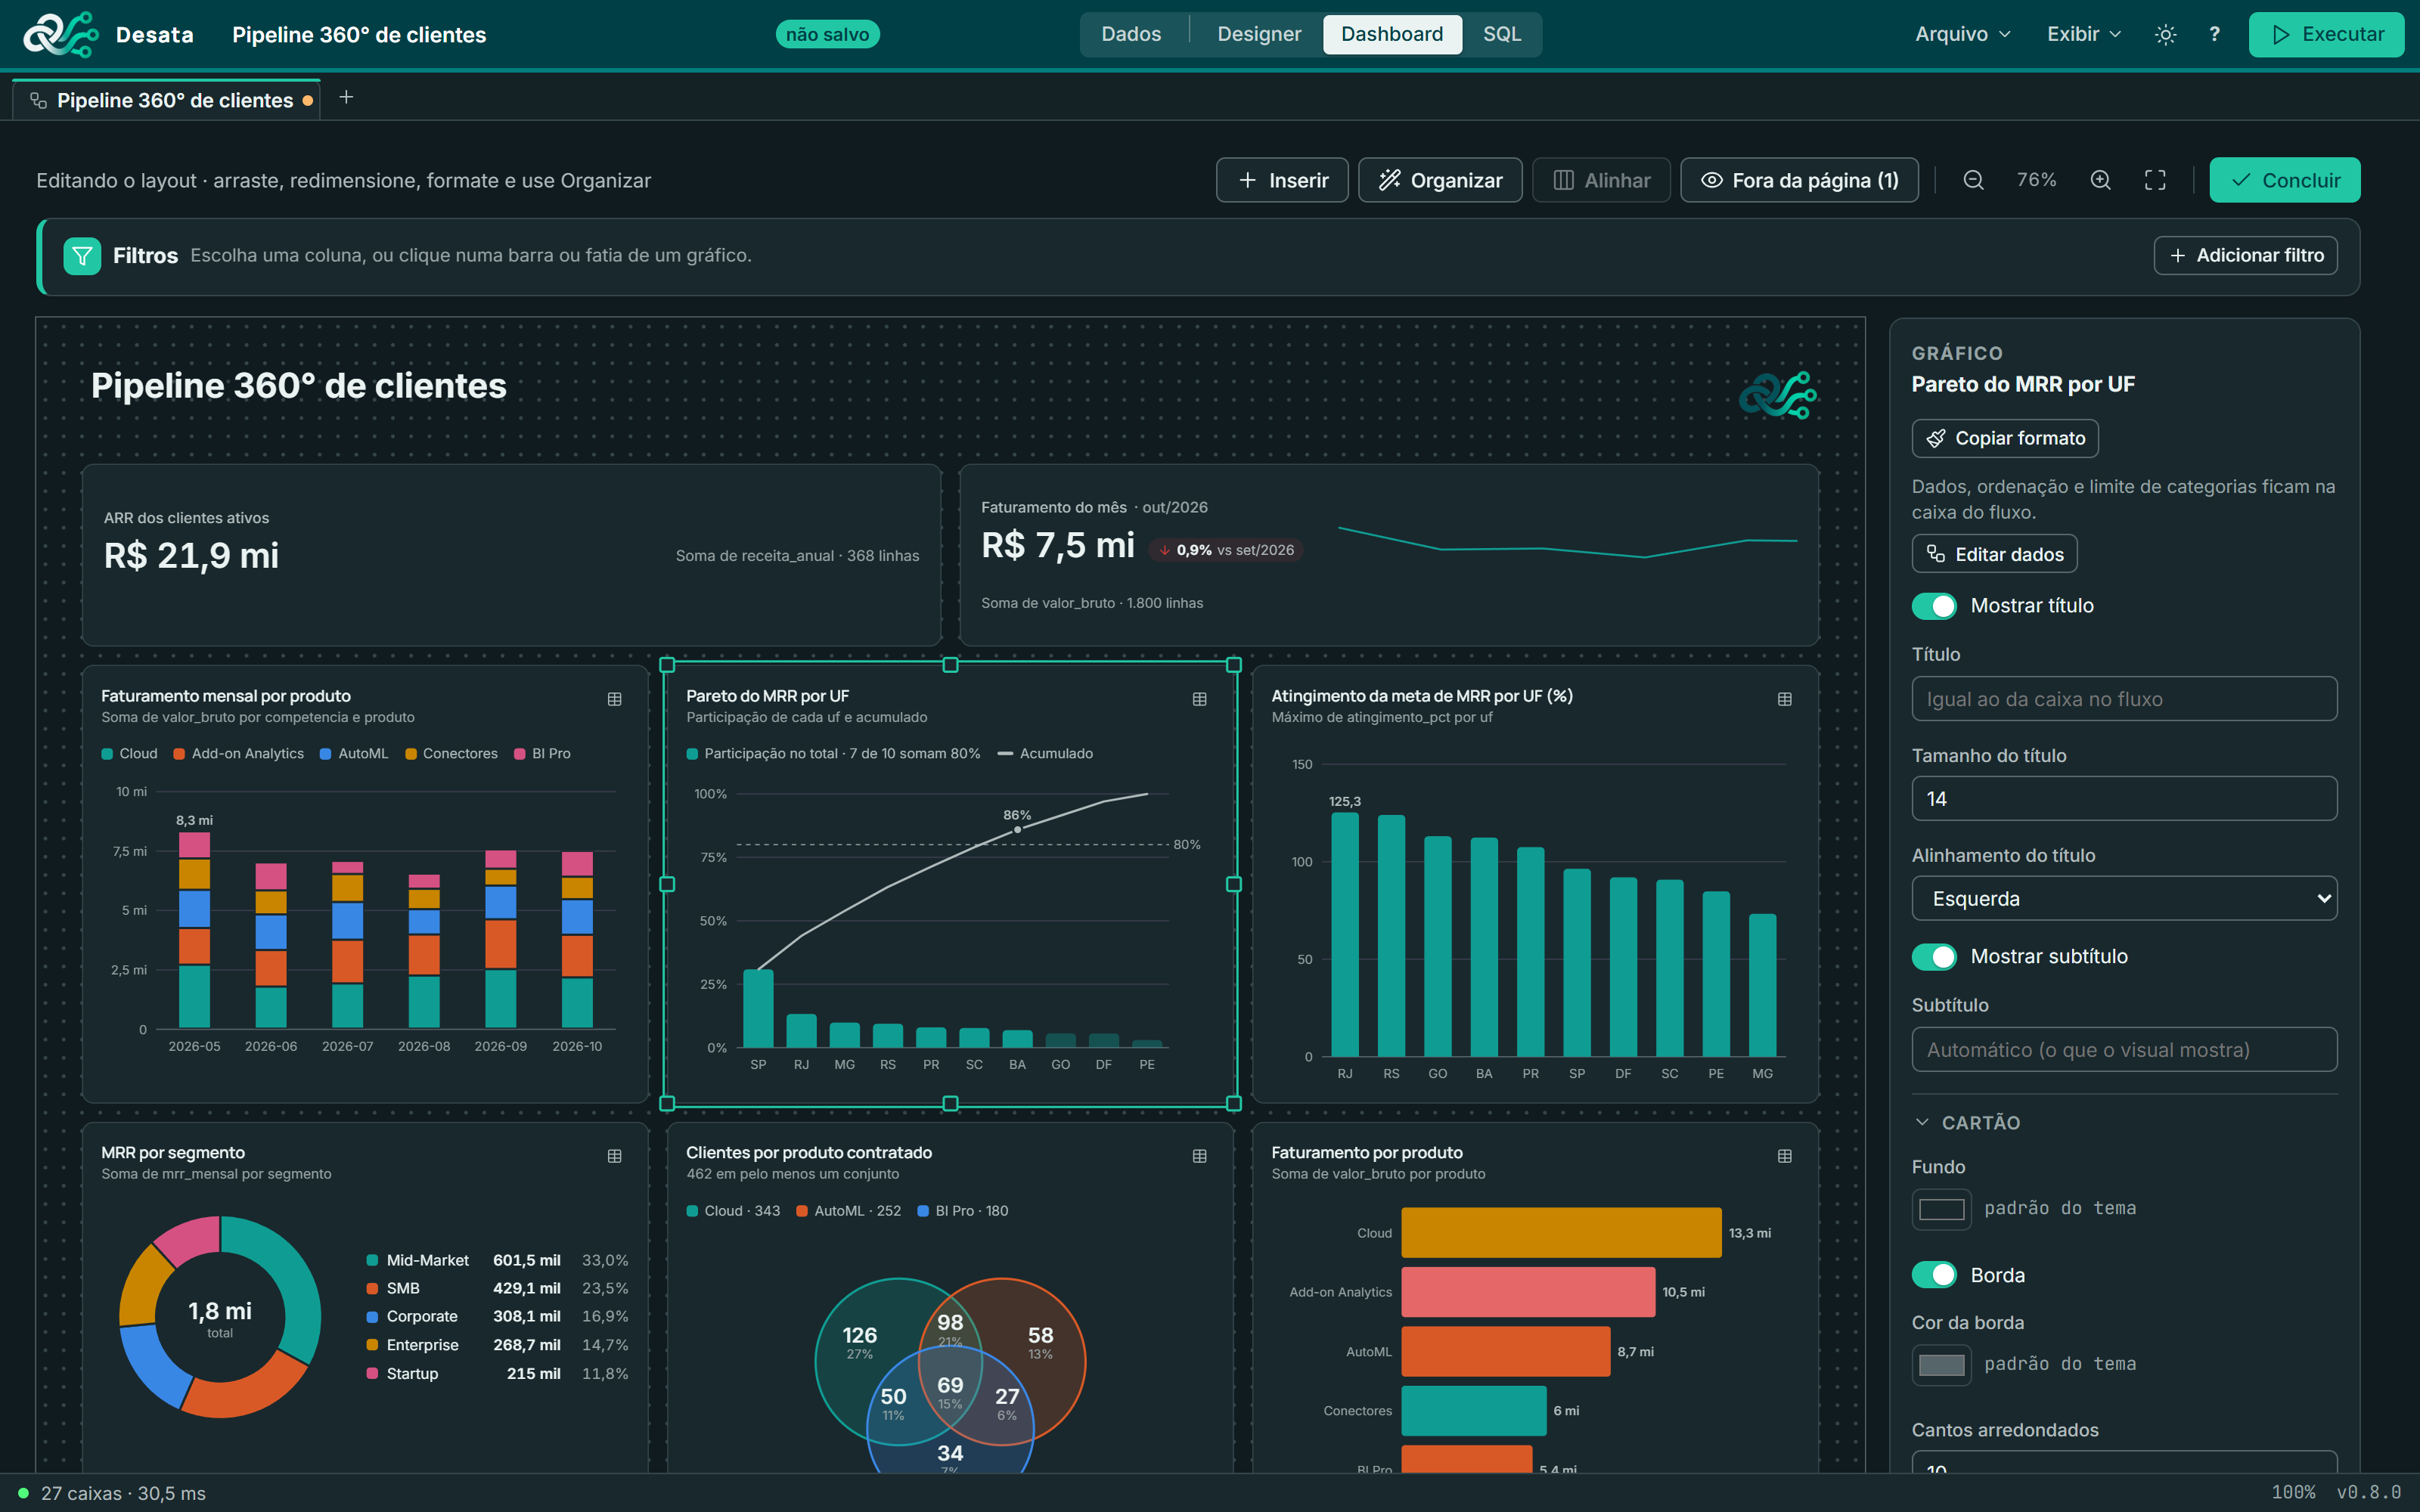 Desata
Pipeline 360° de clientes
não salvo
Dados
Designer
Dashboard
SQL
Arquivo
Exibir
?
Executar
Pipeline 360° de clientes
Editando o layout · arraste, redimensione, formate e use Organizar
Inserir
Organizar
Alinhar
Fora da página (1)
76%
Concluir
Filtros
Escolha uma coluna, ou clique numa barra ou fatia de um gráfico.
Adicionar filtro
Pipeline 360° de clientes
ARR dos clientes ativos
R$ 21,9 mi
Soma de receita_anual · 368 linhas
Faturamento do mês · out/2026
R$ 7,5 mi
0,9% vs set/2026
Soma de valor_bruto · 1.800 linhas
Faturamento mensal por produto
Soma de valor_bruto por competencia e produto
Cloud
Add-on Analytics
AutoML
Conectores
BI Pro
10 mi
7,5 mi
5 mi
2,5 mi
0
8,3 mi
2026-05
2026-06
2026-07
2026-08
2026-09
2026-10
Pareto do MRR por UF
Participação de cada uf e acumulado
Participação no total · 7 de 10 somam 80%
Acumulado
100%
75%
50%
25%
0%
86%
80%
SP
RJ
MG
RS
PR
SC
BA
GO
DF
PE
Atingimento da meta de MRR por UF (%)
Máximo de atingimento_pct por uf
150
100
50
0
125,3
RJ
RS
GO
BA
PR
SP
DF
SC
PE
MG
MRR por segmento
Soma de mrr_mensal por segmento
1,8 mi
total
Mid-Market 601,5 mil 33,0%
SMB 429,1 mil 23,5%
Corporate 308,1 mil 16,9%
Enterprise 268,7 mil 14,7%
Startup 215 mil 11,8%
Clientes por produto contratado
462 em pelo menos um conjunto
Cloud · 343
AutoML · 252
BI Pro · 180
126
27%
98
21%
58
13%
50
11%
69
15%
27
6%
34
7%
Faturamento por produto
Soma de valor_bruto por produto
Cloud 13,3 mi
Add-on Analytics 10,5 mi
AutoML 8,7 mi
Conectores 6 mi
BI Pro 5,4 mi
GRÁFICO
Pareto do MRR por UF
Copiar formato
Dados, ordenação e limite de categorias ficam na
caixa do fluxo.
Editar dados
Mostrar título
Título
Igual ao da caixa no fluxo
Tamanho do título
14
Alinhamento do título
Esquerda
Mostrar subtítulo
Subtítulo
Automático (o que o visual mostra)
CARTÃO
Fundo
padrão do tema
Borda
Cor da borda
padrão do tema
Cantos arredondados
10
27 caixas · 30,5 ms
100%
v0.8.0